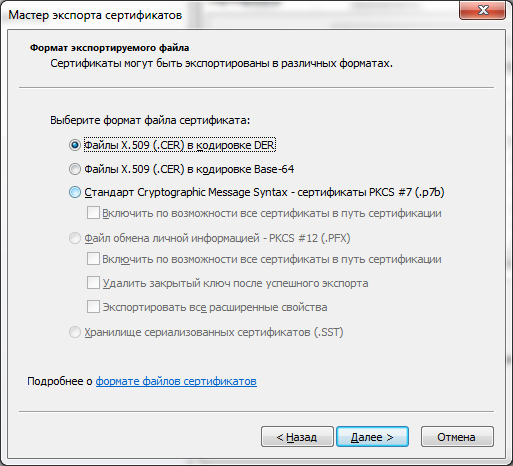 Мастер экспорта сертификатов
Формат экспортируемого файла
Сертификаты могут быть экспортированы в различных форматах.
Выберите формат файла сертификата:
Файлы X.509 (.CER) в кодировке DER
Файлы X.509 (.CER) в кодировке Base-64
Стандарт Cryptographic Message Syntax - сертификаты PKCS #7 (.p7b)
Включить по возможности все сертификаты в путь сертификации
Файл обмена личной информацией - PKCS #12 (.PFX)
Включить по возможности все сертификаты в путь сертификации
Удалить закрытый ключ после успешного экспорта
Экспортировать все расширенные свойства
Хранилище сериализованных сертификатов (.SST)
Подробнее о формате файлов сертификатов
< Назад
Далее >
Отмена